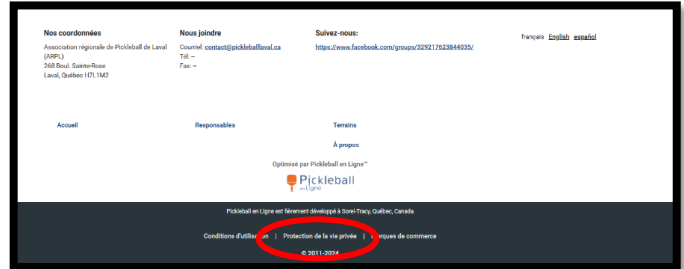 Nos coordonnées
Association régionale de Pickleball de Laval
(ARPL)
268 Boul. Sainte-Rose
Laval, Québec H7L1M2
Nous joindre
Courriel: contact@pickleballlaval.ca
Tél: --
Fax: --
Suivez-nous:
https://www.facebook.com/groups/329217623844035/
français English español
Accueil Responsables Terrains
À propos
Optimisé par Pickleball en Ligne™
Pickleball
en Ligne
Pickleball en Ligne est fièrement développé à Sorel-Tracy, Québec, Canada
Conditions d'utilisation | Protection de la vie privée | Marques de commerce
© 2011-2024